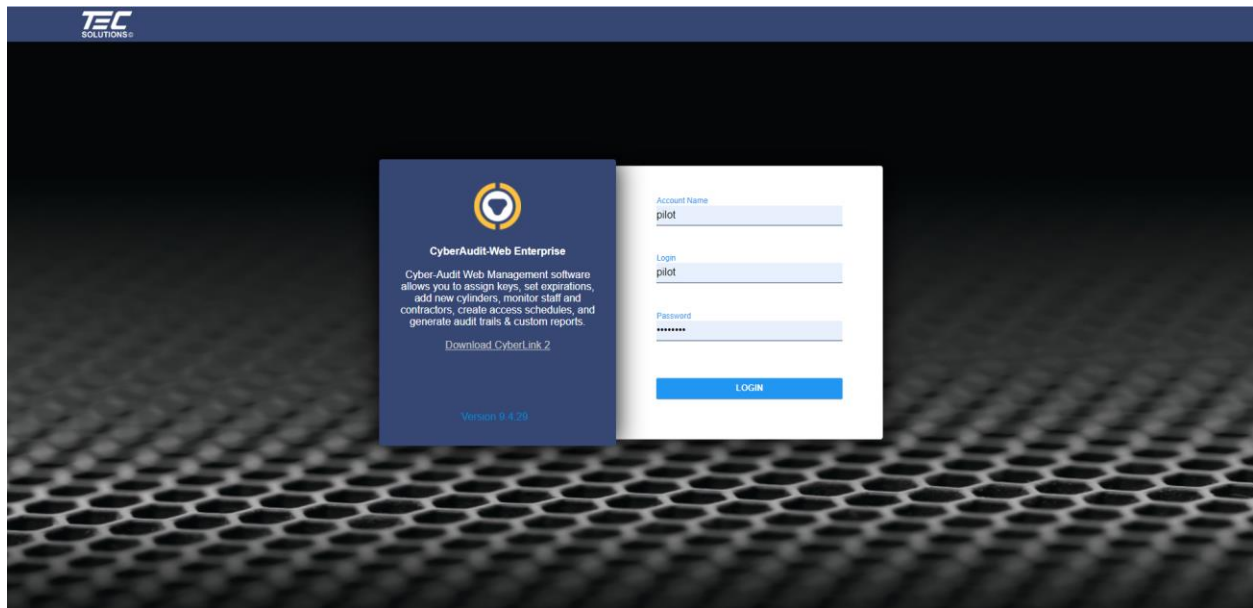 TEC
SOLUTIONS©
CyberAudit-Web Enterprise
Cyber-Audit Web Management software
allows you to assign keys, set expirations,
add new cylinders, monitor staff and
contractors, create access schedules, and
generate audit trails & custom reports.
Download CyberLink 2
Version 9.4.29
Account Name
pilot
Login
pilot
Password
••••••••
LOGIN